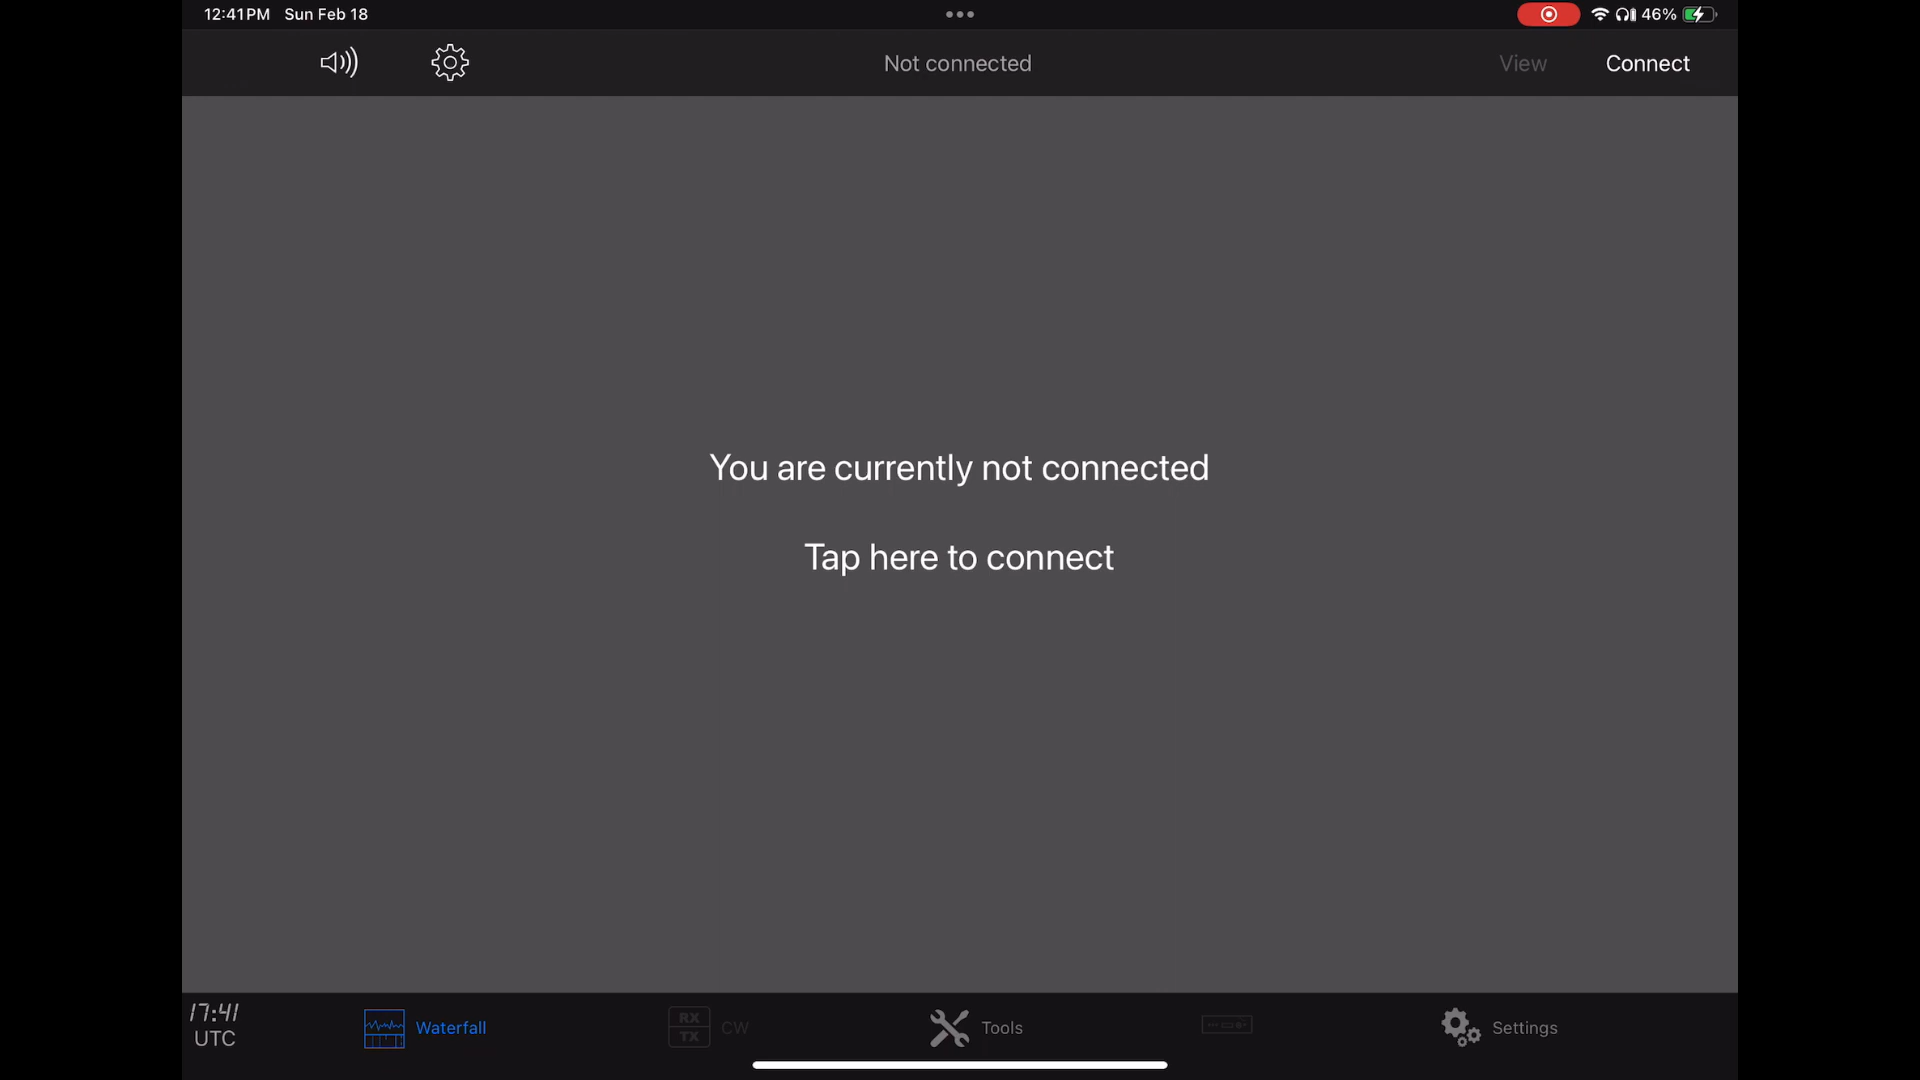 12:41 PM Sun Feb 18
46%
Not connected
View
Connect
You are currently not connected
Tap here to connect
17:41
UTC
Waterfall
RX
TX
CW
Tools
Settings